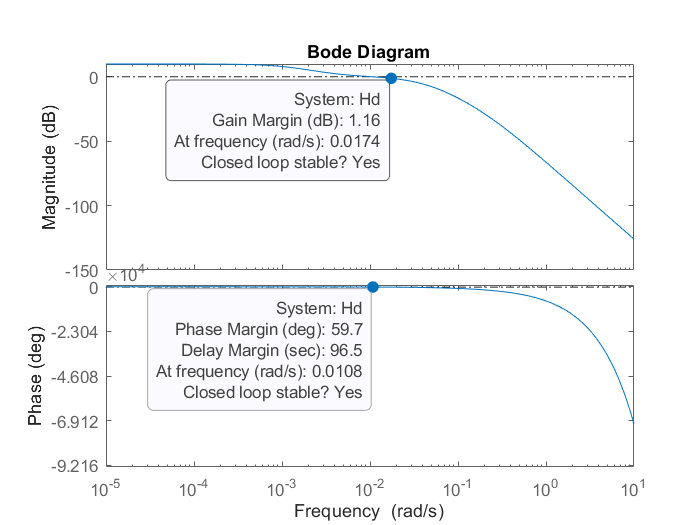 Bode Diagram
Magnitude (dB)
0
-50
-100
-150
System: Hd
Gain Margin (dB): 1.16
At frequency (rad/s): 0.0174
Closed loop stable? Yes
×10⁴
Phase (deg)
0
-2.304
-4.608
-6.912
-9.216
System: Hd
Phase Margin (deg): 59.7
Delay Margin (sec): 96.5
At frequency (rad/s): 0.0108
Closed loop stable? Yes
10⁻⁵ 10⁻⁴ 10⁻³ 10⁻² 10⁻¹ 10⁰ 10¹
Frequency (rad/s)